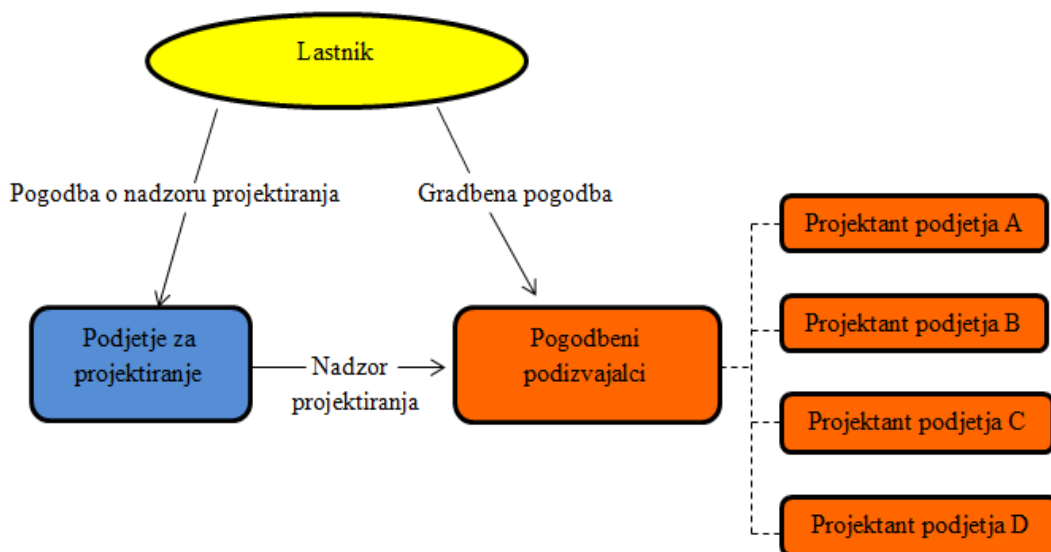 Lastnik
Pogodba o nadzoru projektiranja
Gradbena pogodba
Podjetje za
projektiranje
Nadzor
projektiranja
Pogodbeni
podizvajalci
Projektant podjetja A
Projektant podjetja B
Projektant podjetja C
Projektant podjetja D